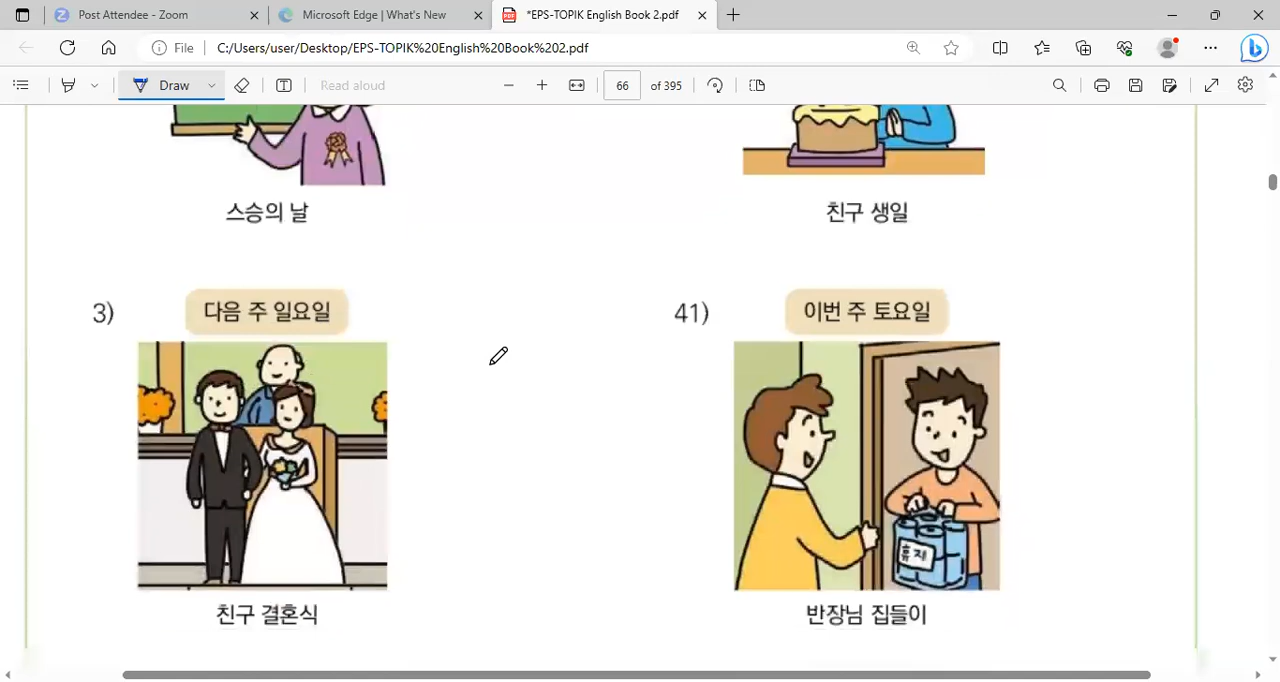 Post Attendee - Zoom
Microsoft Edge | What's New
*EPS-TOPIK English Book 2.pdf
File
C:/Users/user/Desktop/EPS-TOPIK%20English%20Book%202.pdf
Draw
Read aloud
66 of 395
스승의 날
친구 생일
3) 다음 주 일요일
41) 이번 주 토요일
휴지
친구 결혼식
반장님 집들이